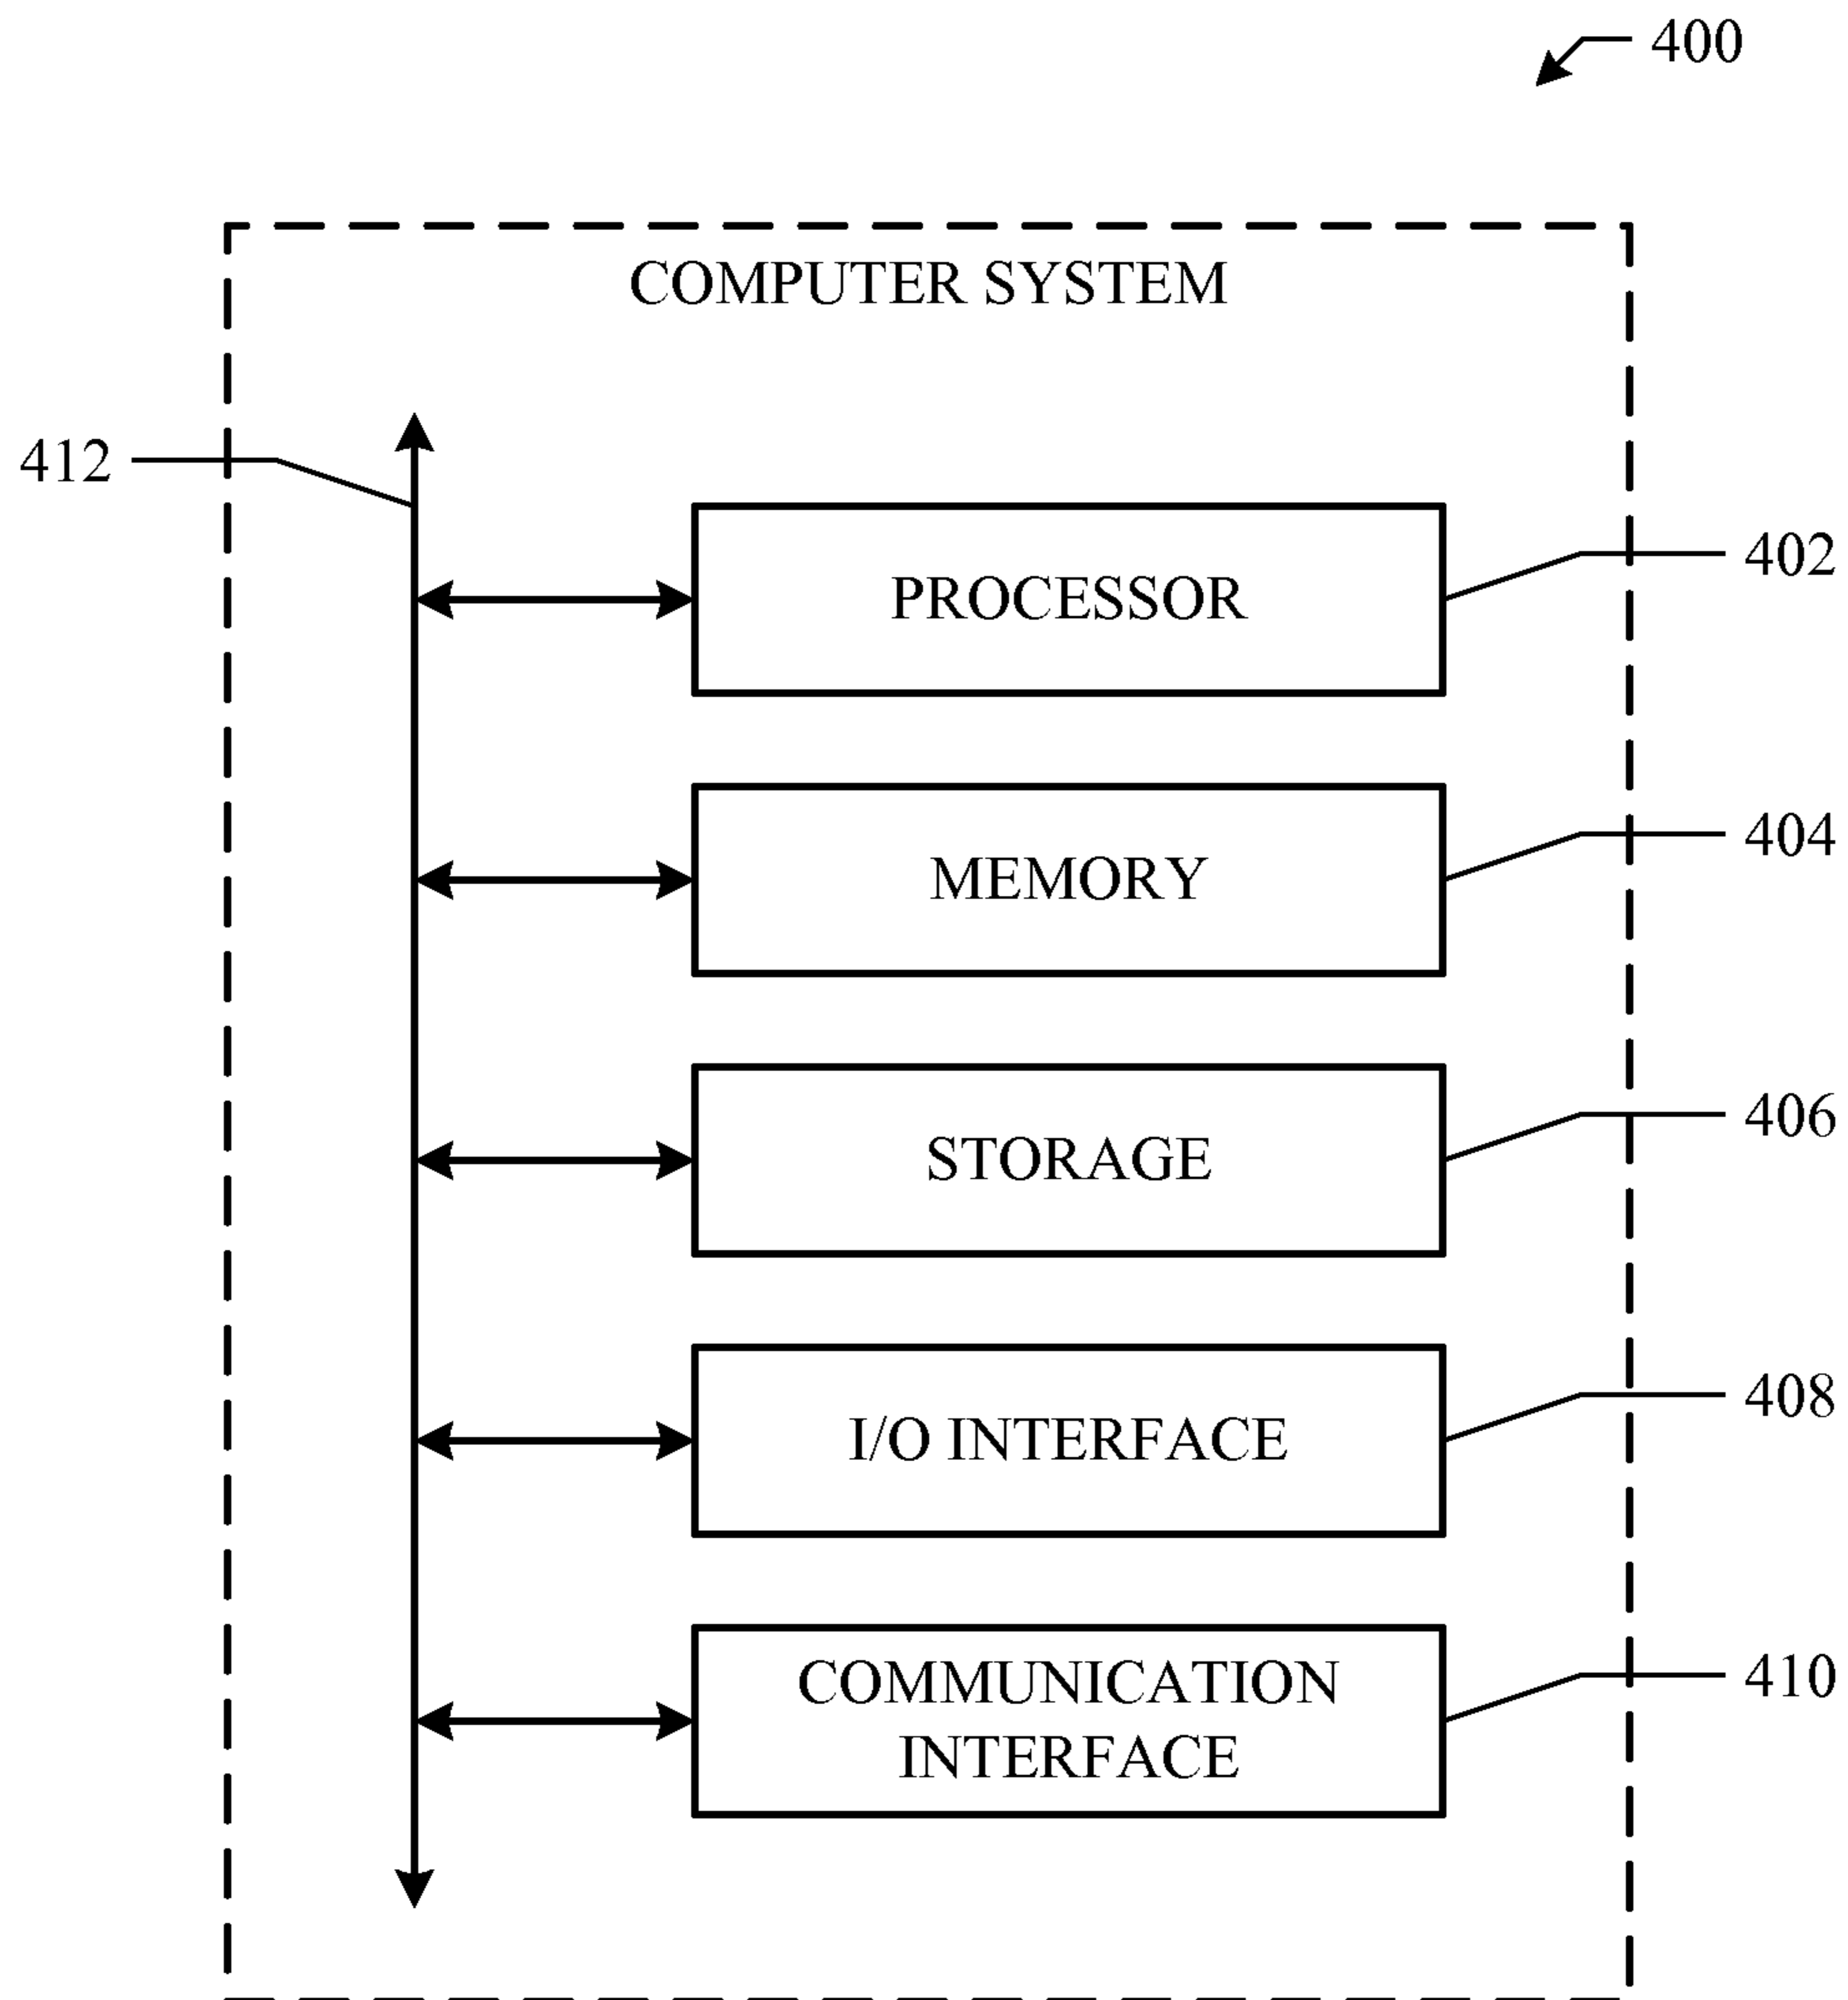 400
COMPUTER SYSTEM
412
PROCESSOR
402
MEMORY
404
STORAGE
406
I/O INTERFACE
408
COMMUNICATION
INTERFACE
410